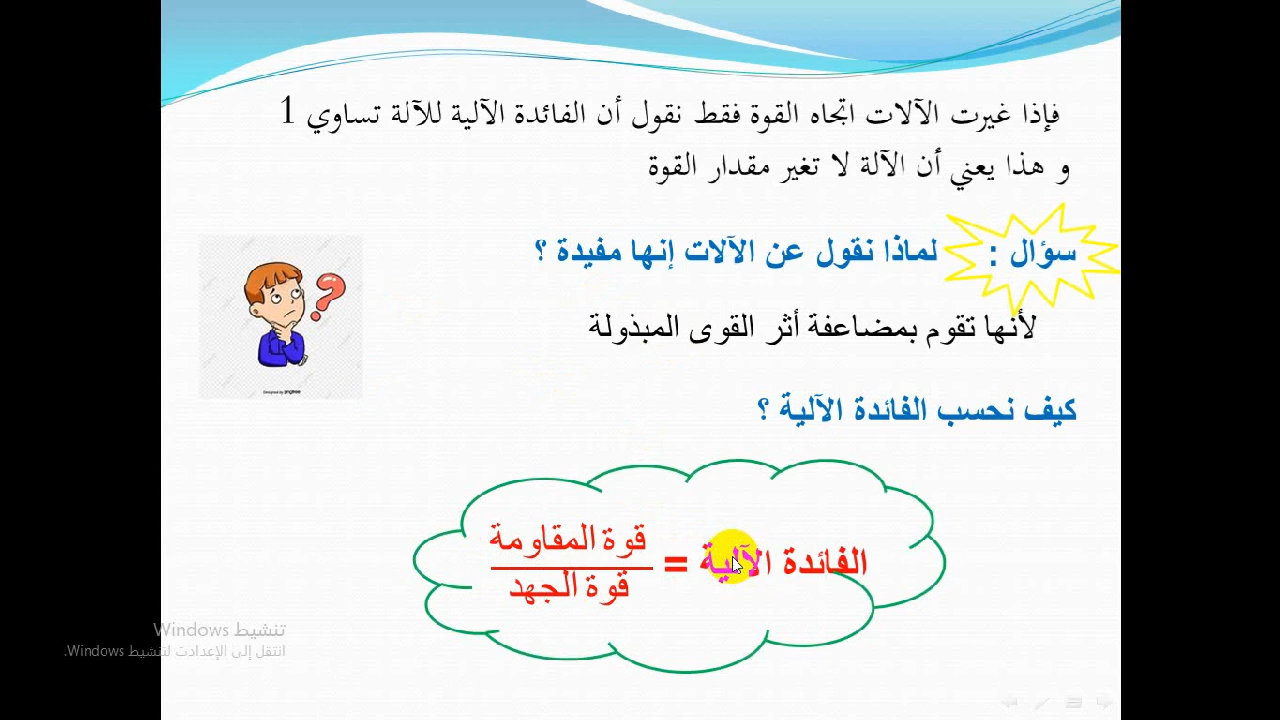 فإذا غيرت الآلات اتجاه القوة فقط نقول أن الفائدة الآلية للآلة تساوي 1
و هذا يعني أن الآلة لا تغير مقدار القوة
سؤال : لماذا نقول عن الآلات إنها مفيدة ؟
لأنها تقوم بمضاعفة أثر القوى المبذولة
كيف نحسب الفائدة الآلية ؟
الفائدة الآلية =
قوة المقاومة
قوة الجهد
تنشيط Windows
انتقل إلى الإعدادت لتنشيط Windows.